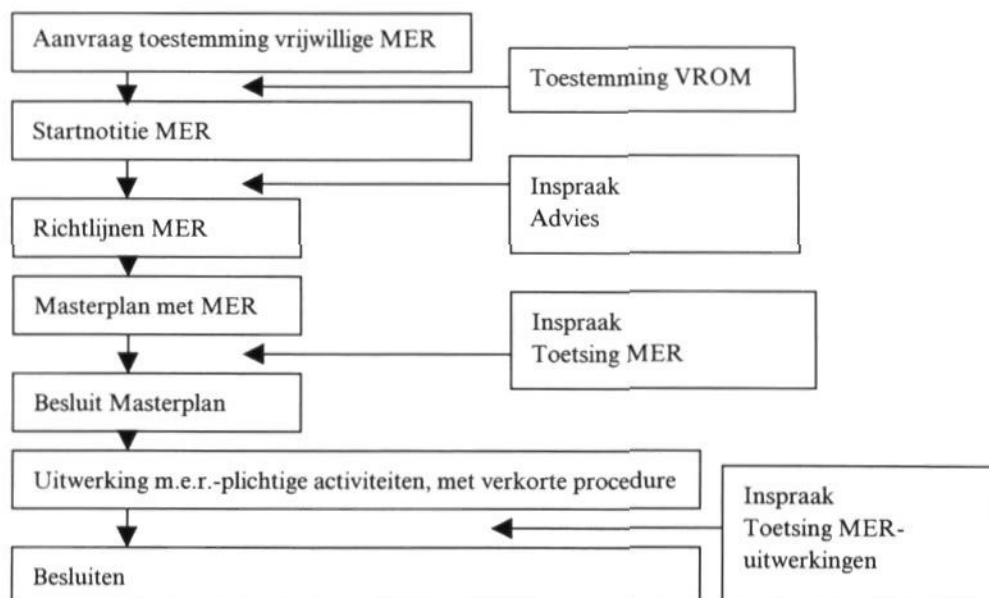 Aanvraag toestemming vrijwillige MER
Toestemming VROM
Startnotitie MER
Inspraak
Advies
Richtlijnen MER
Masterplan met MER
Inspraak
Toetsing MER
Besluit Masterplan
Uitwerking m.e.r.-plichtige activiteiten, met verkorte procedure
Inspraak
Toetsing MER-
uitwerkingen
Besluiten